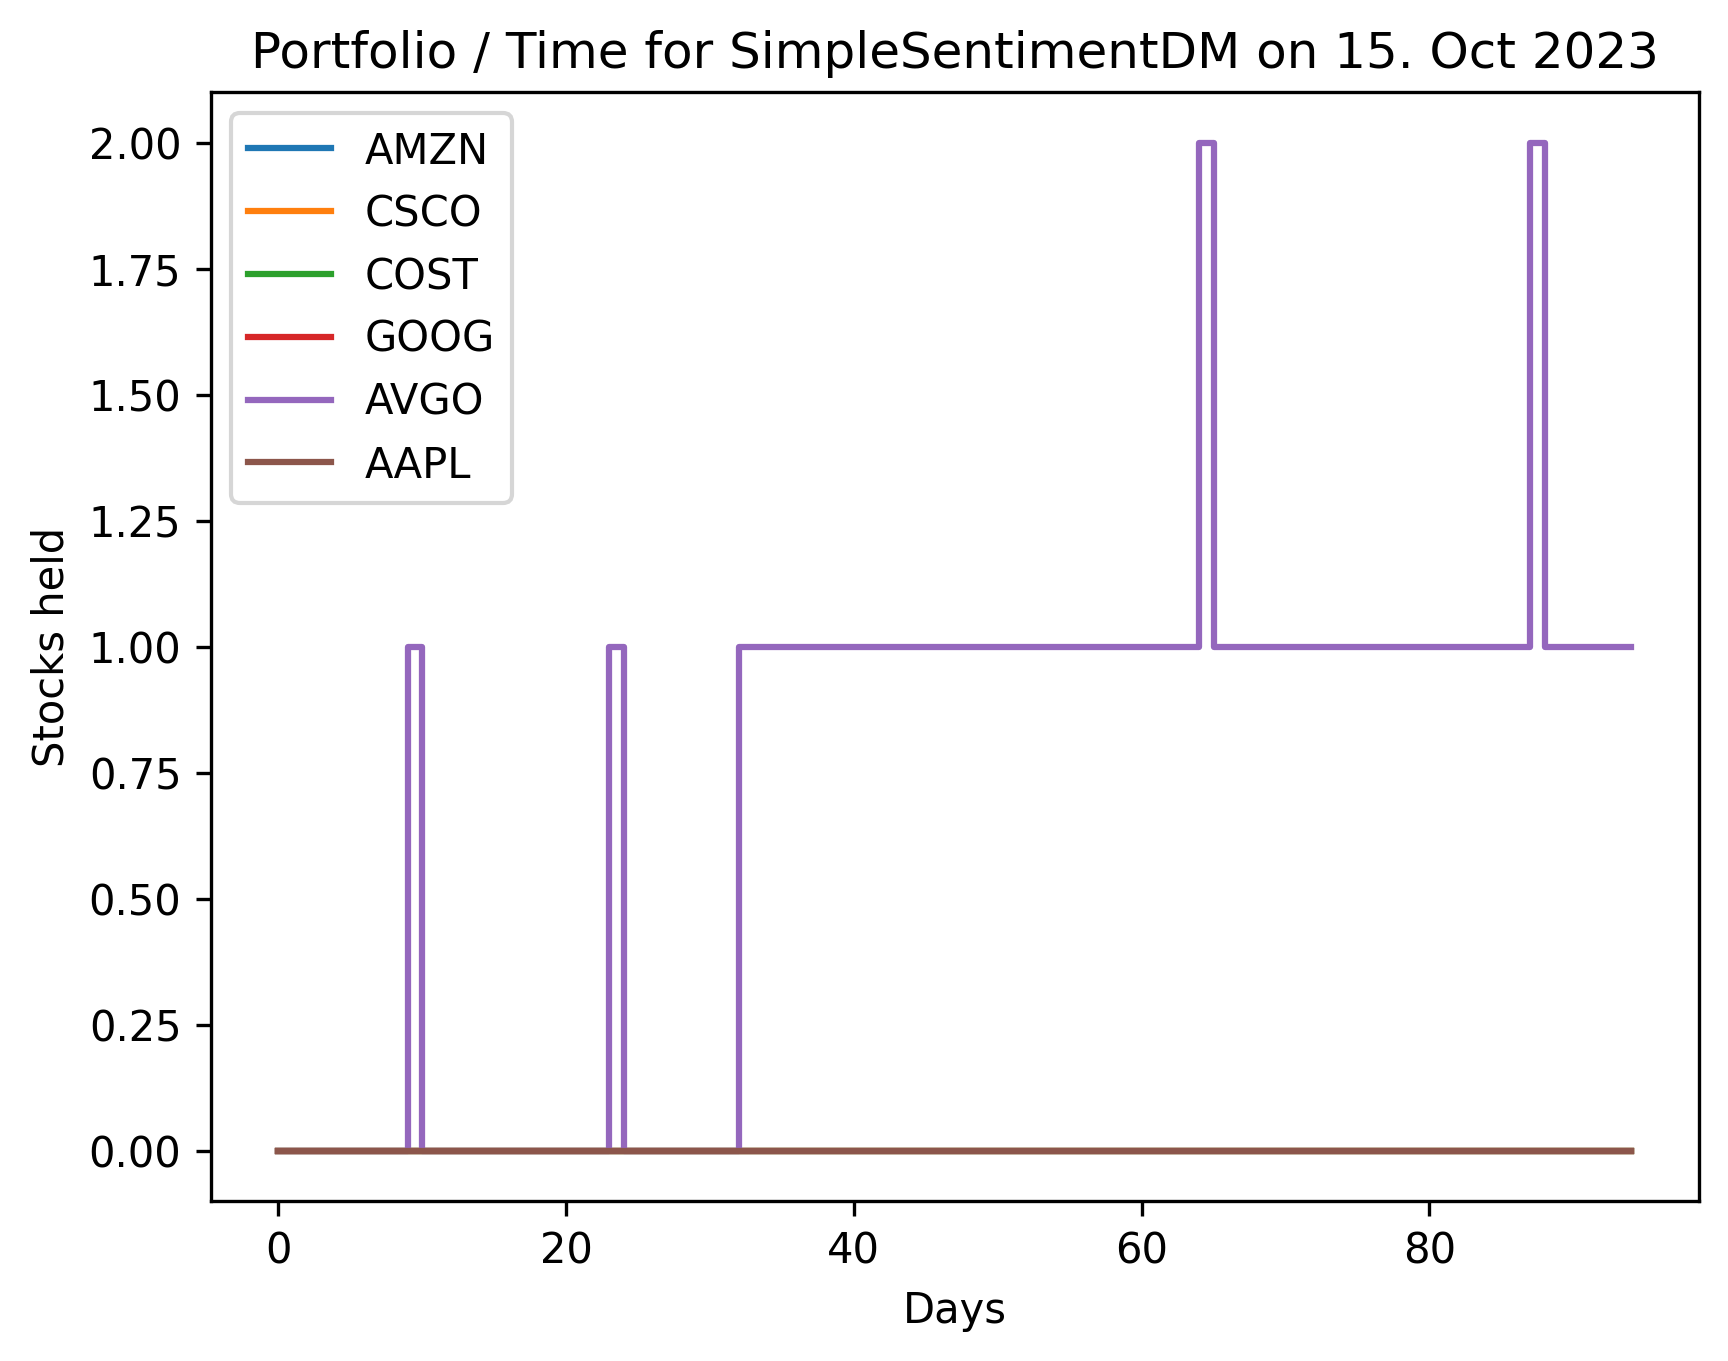 Portfolio / Time for SimpleSentimentDM on 15. Oct 2023
AMZN
CSCO
COST
GOOG
AVGO
AAPL
2.00
1.75
1.50
1.25
1.00
0.75
0.50
0.25
0.00
Stocks held
0 20 40 60 80
Days